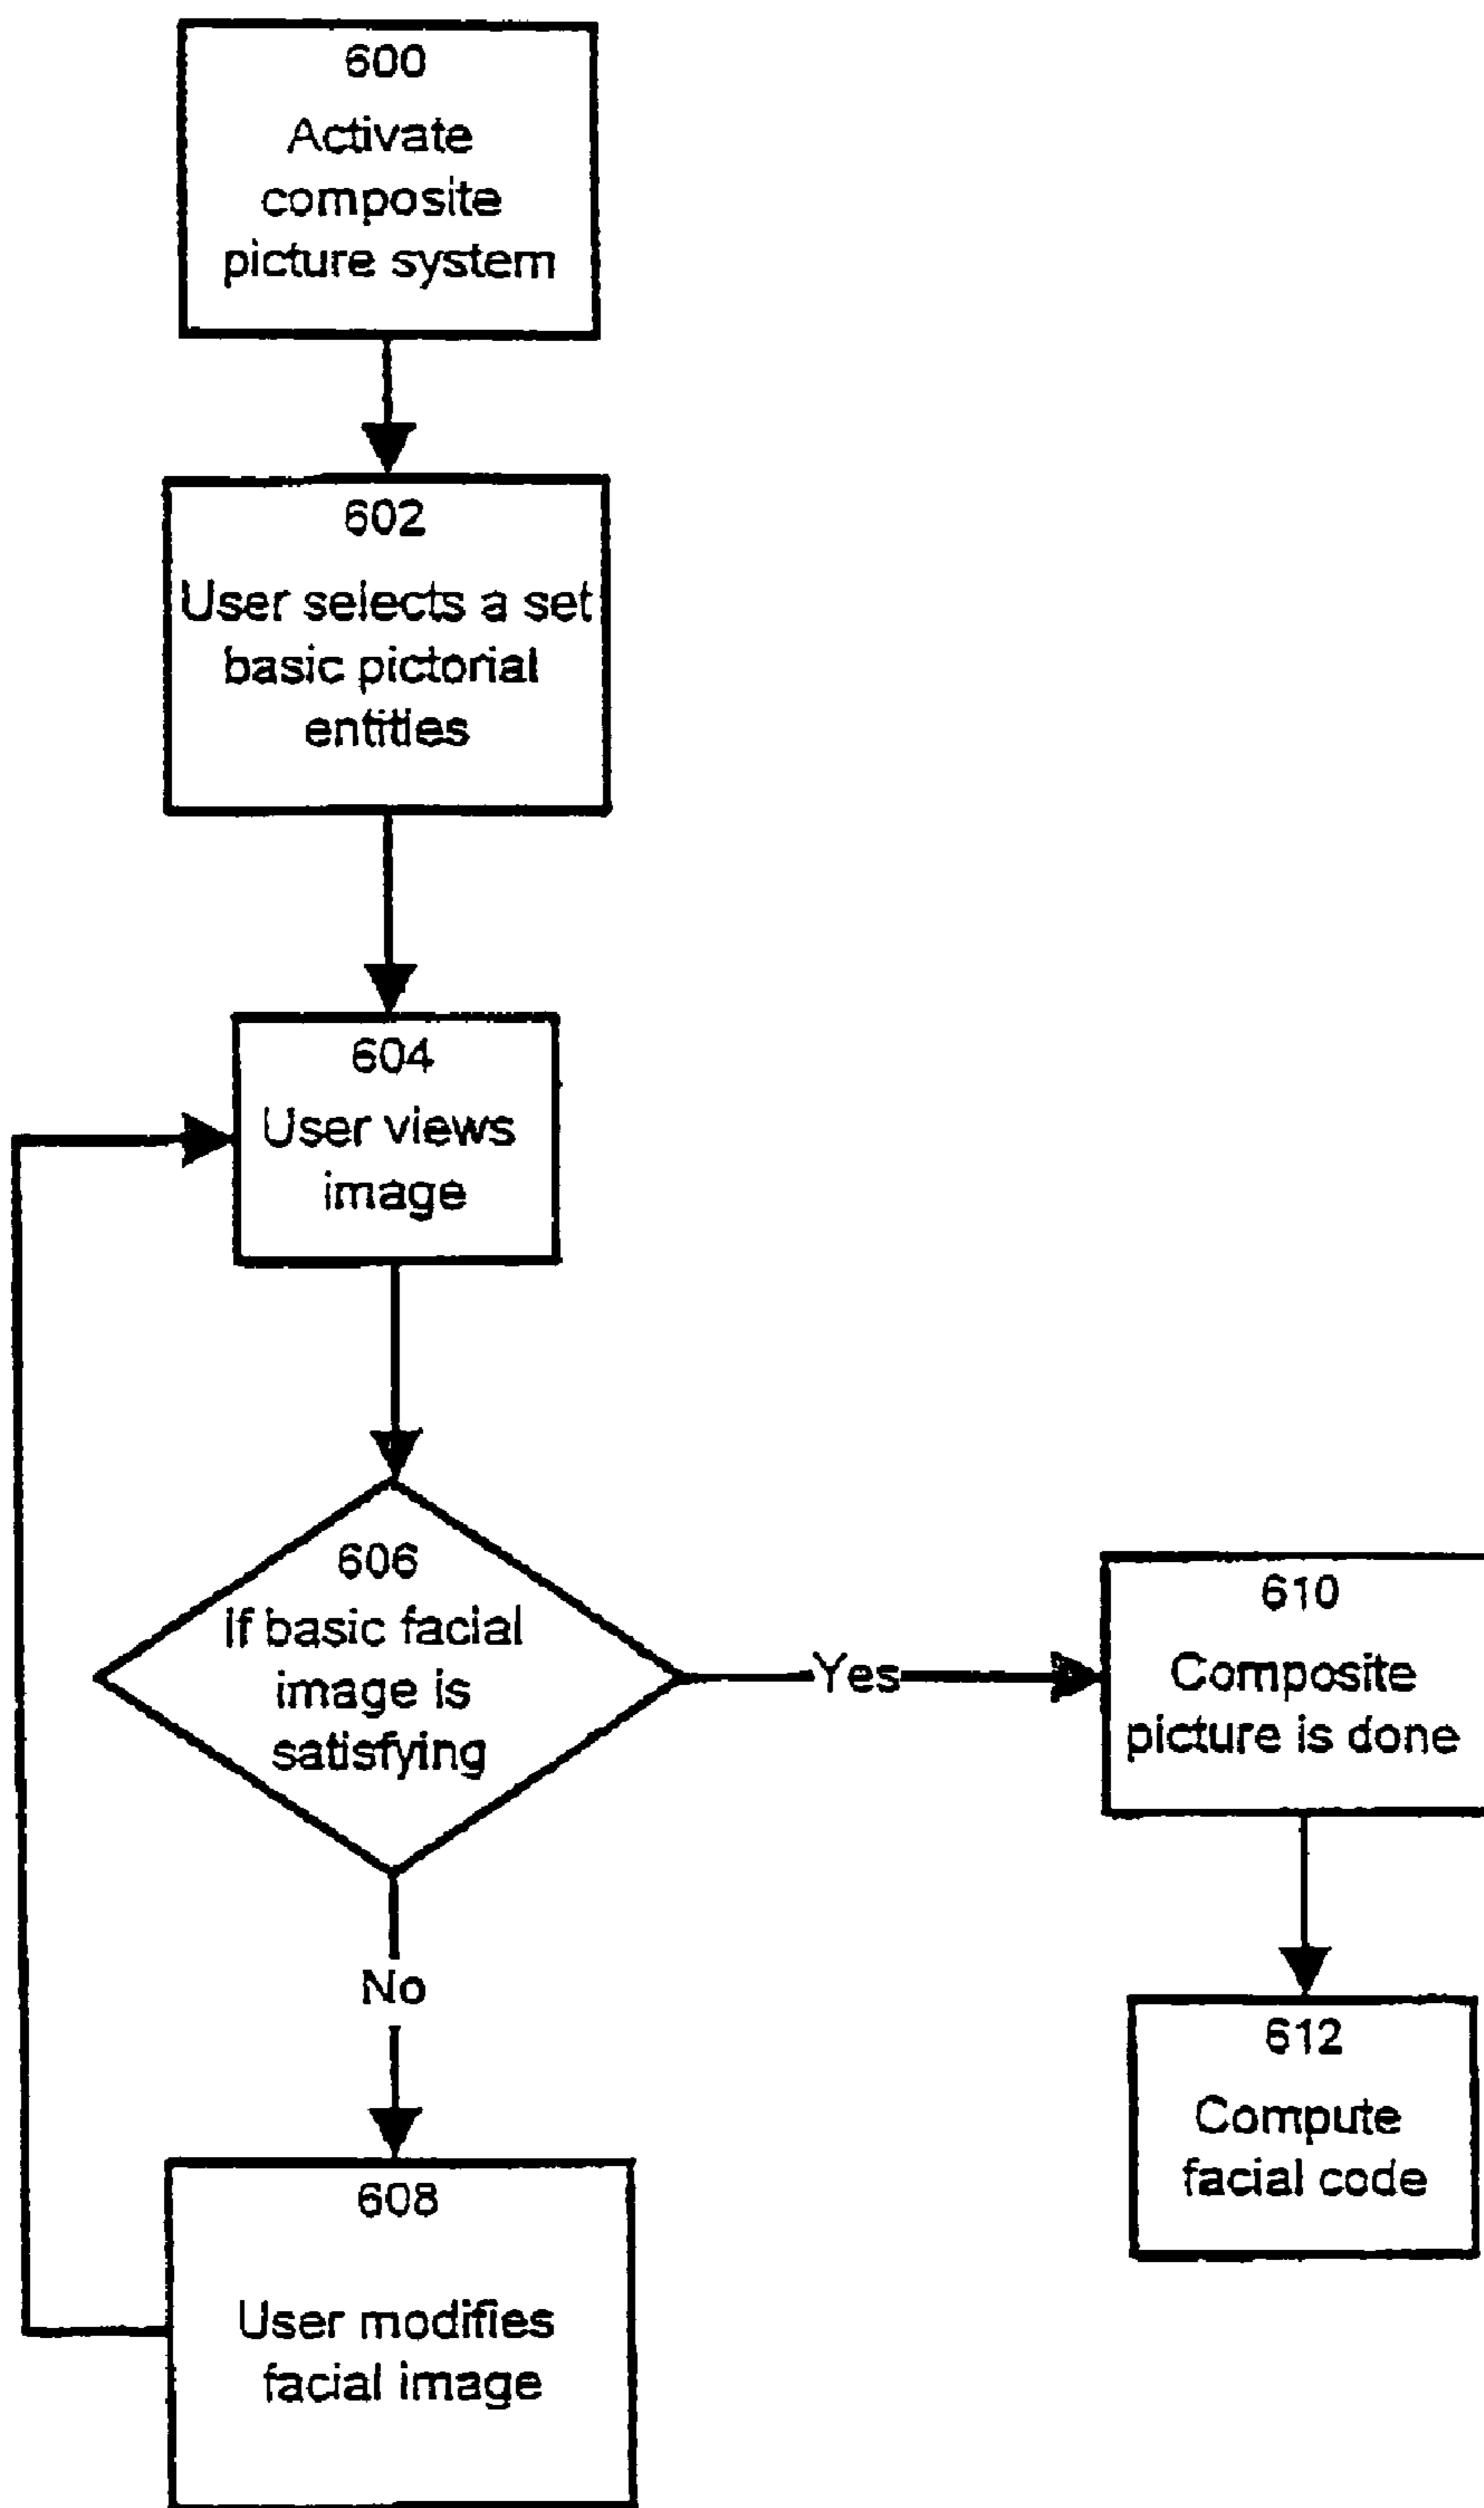 600
Activate
composite
picture system
602
User selects a set
basic pictorial
entities
604
User views
image
606
If basic facial
image is
satisfying
Yes
610
Composite
picture is done
No
612
Compute
facial code
608
User modifies
facial image